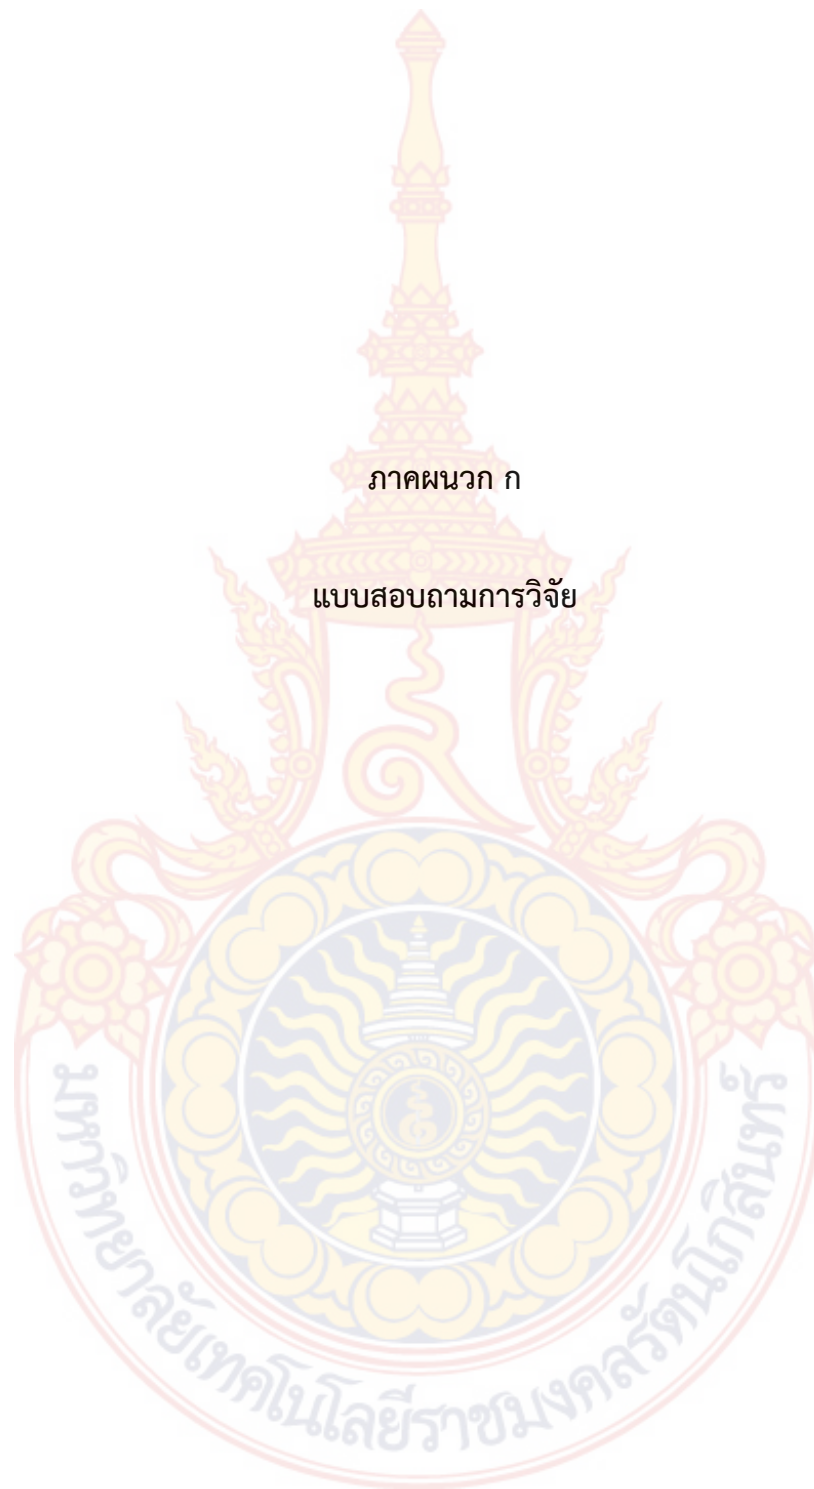 ภาคผนวก ก
แบบสอบถามการวิจัย
มหาวิทยาลัยเทคโนโลยีราชมงคลรัตนโกสินทร์